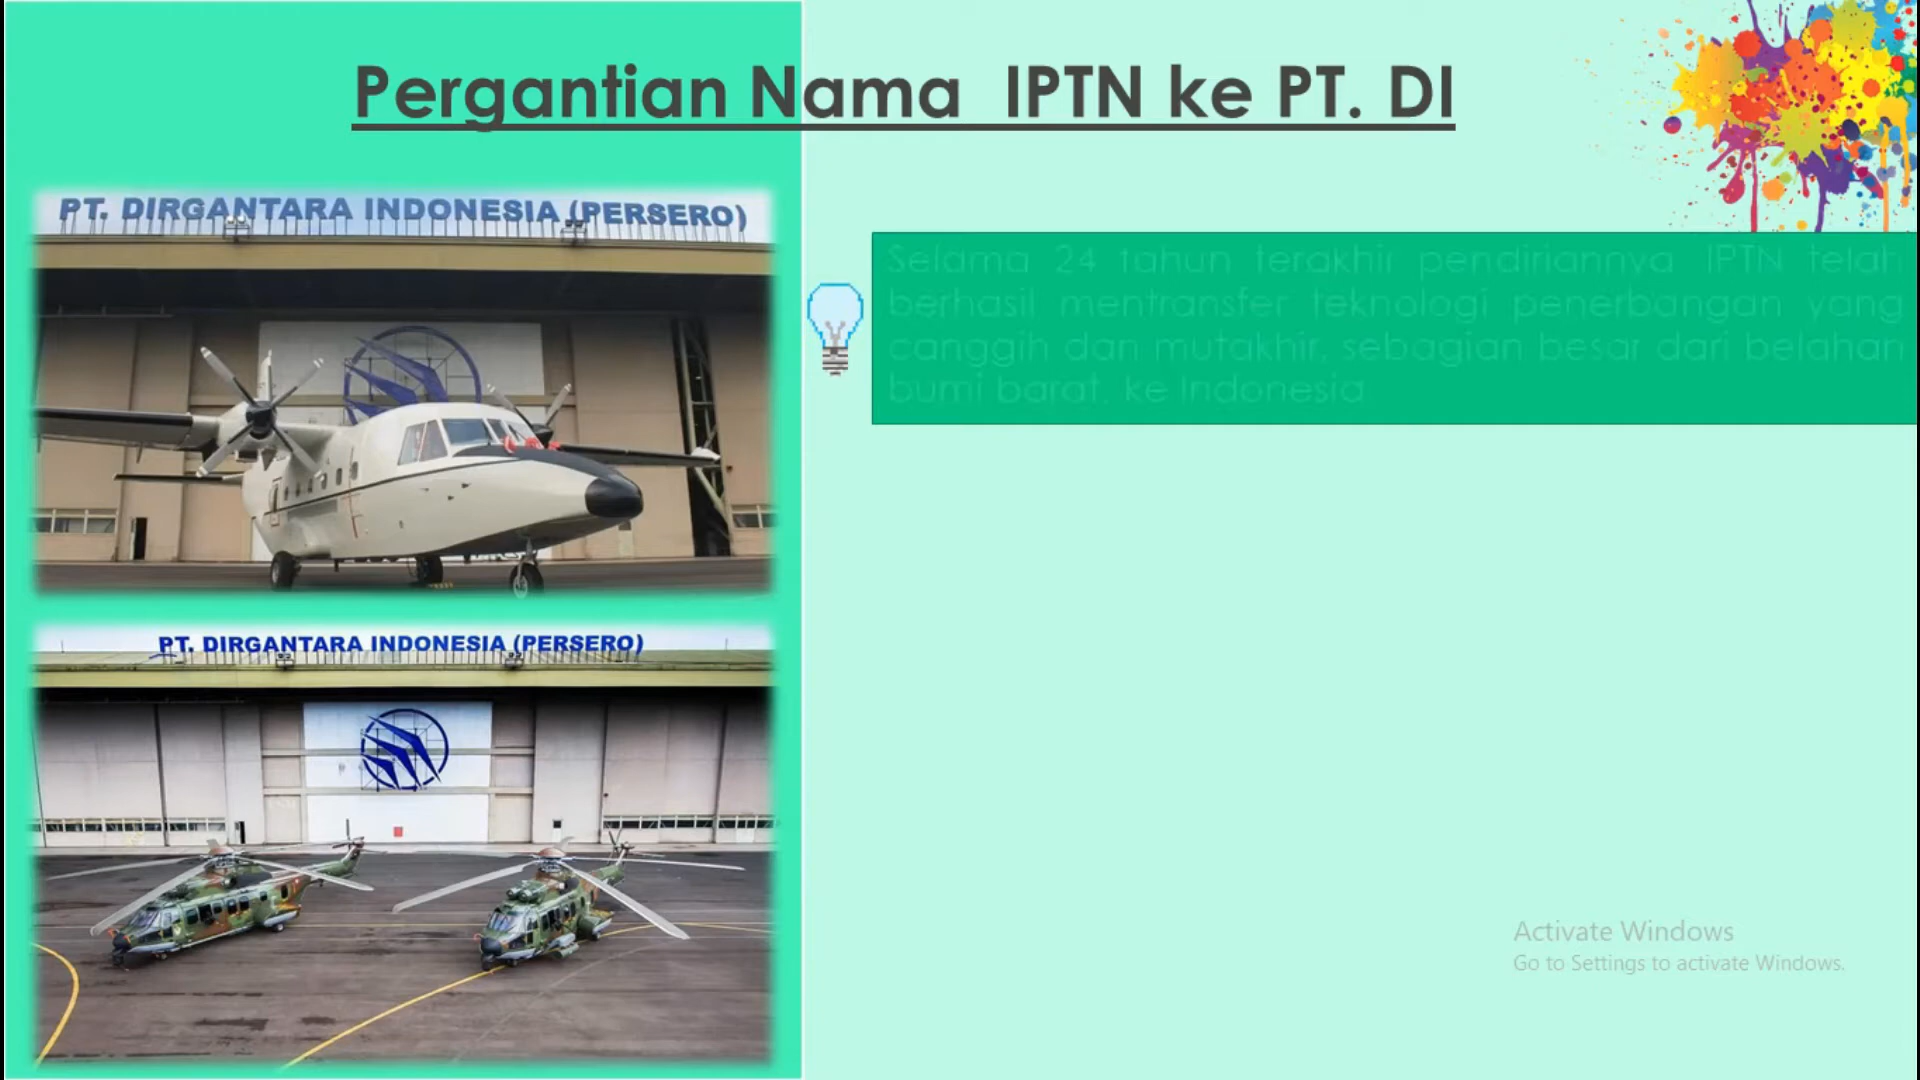 Pergantian Nama IPTN ke PT. DI
PT. DIRGANTARA INDONESIA (PERSERO)
Selama 24 tahun terakhir pendiriannya IPTN telah
berhasil mentransfer teknologi penerbangan yang
canggih dan mutakhir, sebagian besar dari belahan
bumi barat, ke Indonesia
PT. DIRGANTARA INDONESIA (PERSERO)
Activate Windows
Go to Settings to activate Windows.